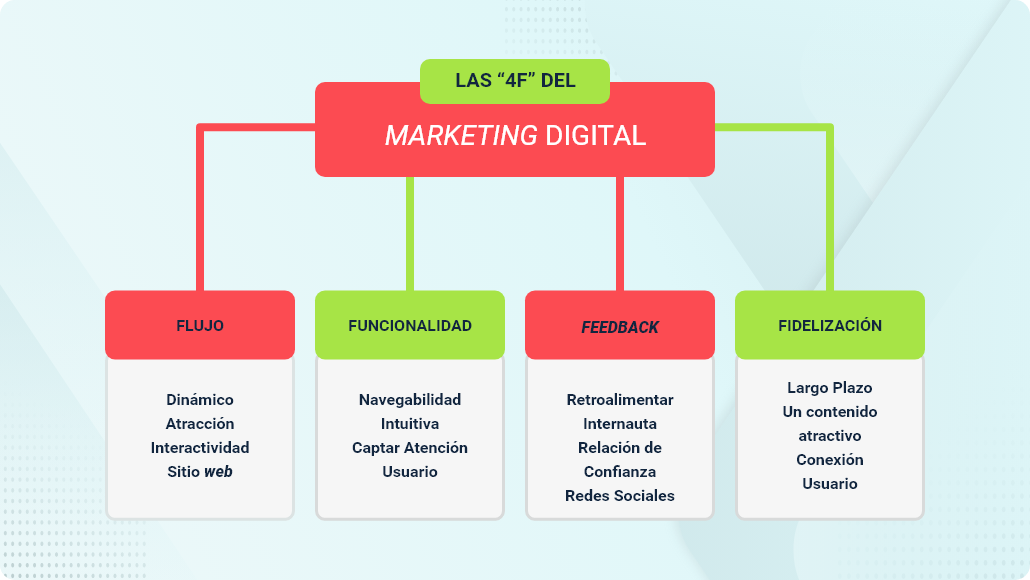 LAS “4F” DEL
MARKETING DIGITAL
FLUJO
Dinámico
Atracción
Interactividad
Sitio web
FUNCIONALIDAD
Navegabilidad
Intuitiva
Captar Atención
Usuario
FEEDBACK
Retroalimentar
Internauta
Relación de
Confianza
Redes Sociales
FIDELIZACIÓN
Largo Plazo
Un contenido
atractivo
Conexión
Usuario